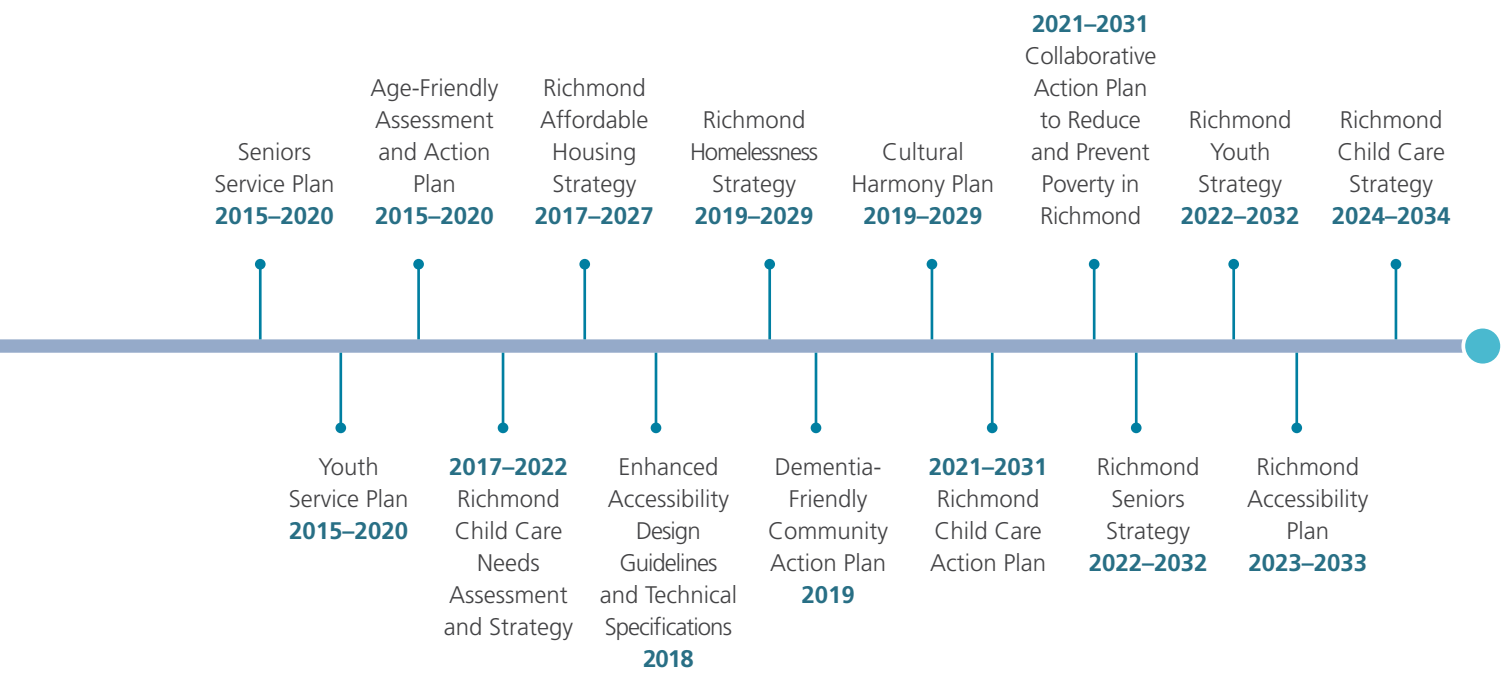 Seniors
Service Plan
2015–2020
Age-Friendly
Assessment
and Action
Plan
2015–2020
Richmond
Affordable
Housing
Strategy
2017–2027
Richmond
Homelessness
Strategy
2019–2029
Cultural
Harmony Plan
2019–2029
2021–2031
Collaborative
Action Plan
to Reduce
and Prevent
Poverty in
Richmond
Richmond
Youth
Strategy
2022–2032
Richmond
Child Care
Strategy
2024–2034
Youth
Service Plan
2015–2020
2017–2022
Richmond
Child Care
Needs
Assessment
and Strategy
Enhanced
Accessibility
Design
Guidelines
and Technical
Specifications
2018
Dementia-
Friendly
Community
Action Plan
2019
2021–2031
Richmond
Child Care
Action Plan
Richmond
Seniors
Strategy
2022–2032
Richmond
Accessibility
Plan
2023–2033